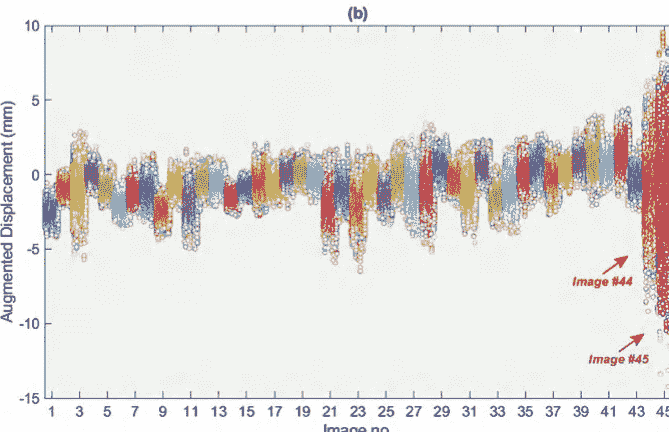 (b)
Augmented Displacement (mm)
10
5
0
-5
-10
-15
Image #44
Image #45
1 3 5 7 9 11 13 15 17 19 21 23 25 27 29 31 33 35 37 39 41 43 45
Image no